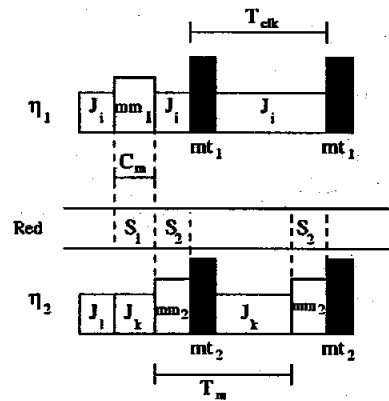 T_clk
η_1 J_i mm_1 J_i J_i
mt_1 mt_1
C_m
Red S_1 S_2 S_2
η_2 J_l J_k mm_2 J_k mm_2
mt_2 mt_2
T_m